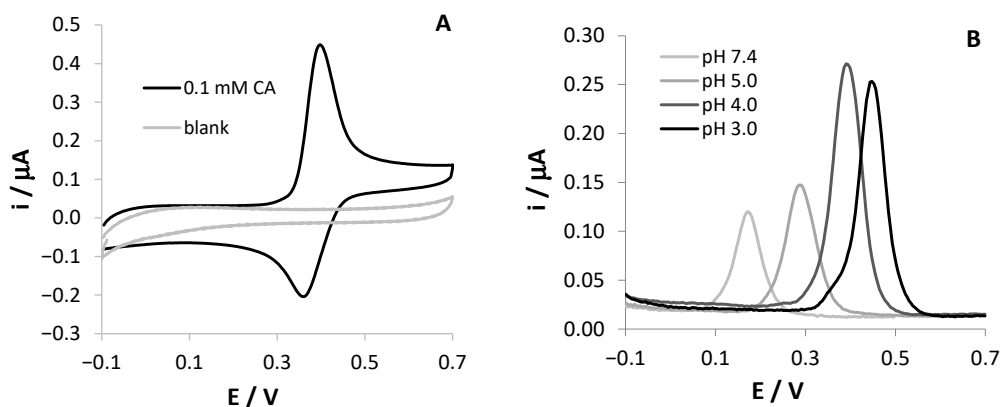 A
0.5
0.4
0.3
0.2
0.1
0.0
−0.1
−0.2
−0.3
i / µA
0.1 mM CA
blank
−0.1 0.1 0.3 0.5 0.7
E / V
B
0.30
0.25
0.20
0.15
0.10
0.05
0.00
i / µA
pH 7.4
pH 5.0
pH 4.0
pH 3.0
−0.1 0.1 0.3 0.5 0.7
E / V